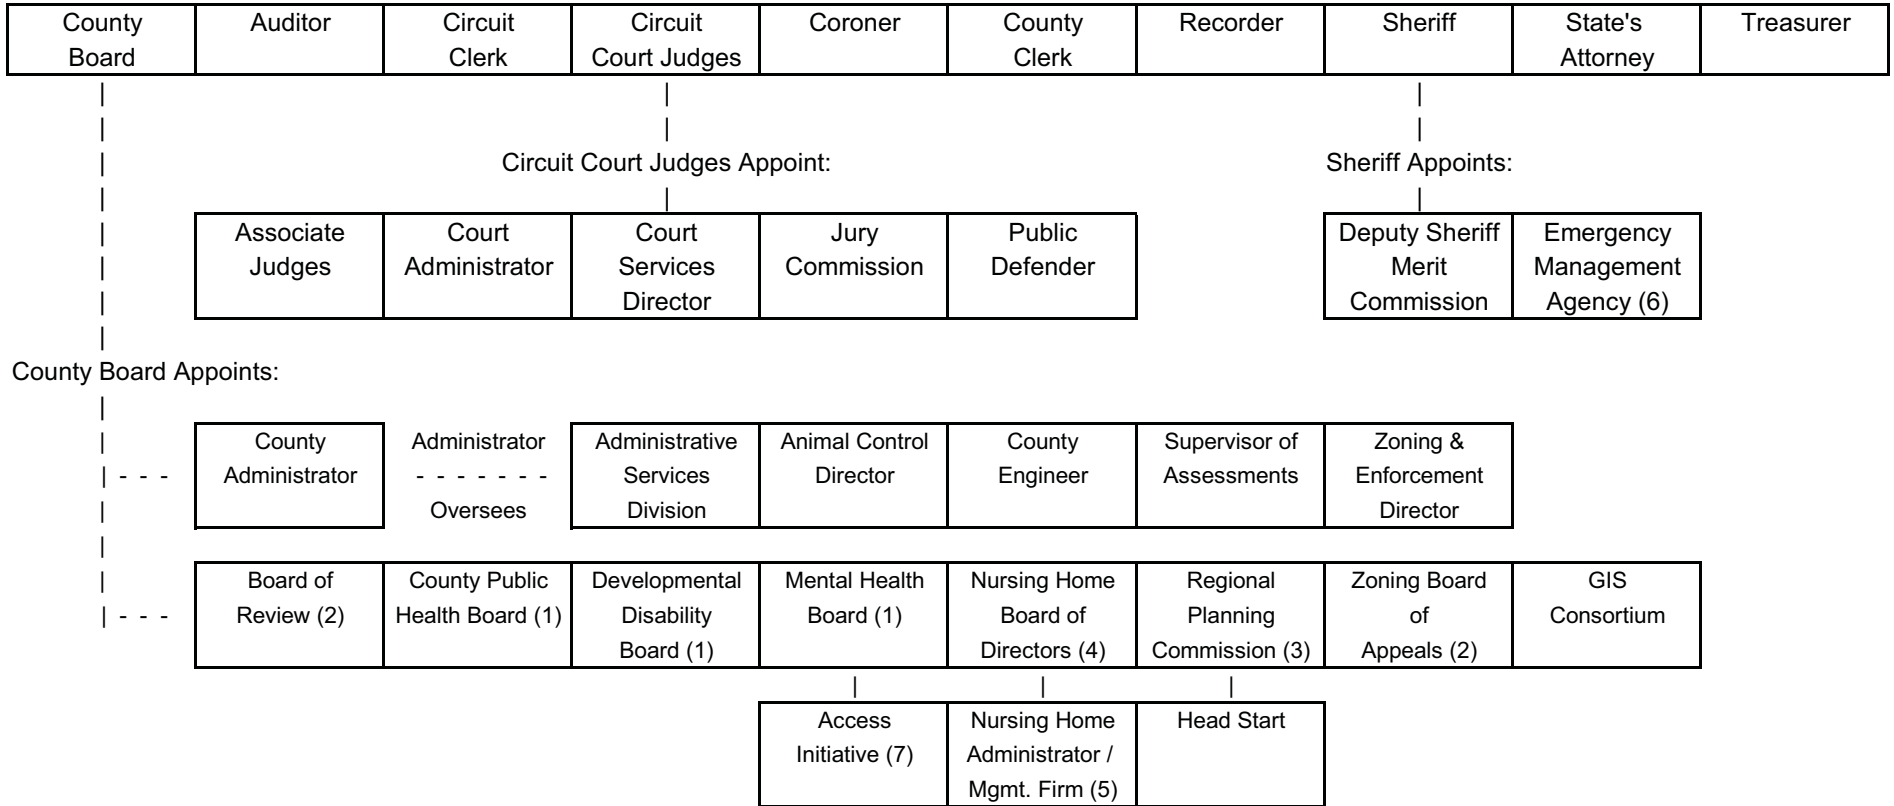 County Board
Auditor
Circuit Clerk
Circuit Court Judges
Coroner
County Clerk
Recorder
Sheriff
State's Attorney
Treasurer
Circuit Court Judges Appoint:
Sheriff Appoints:
Associate Judges
Court Administrator
Court Services Director
Jury Commission
Public Defender
Deputy Sheriff Merit Commission
Emergency Management Agency (6)
County Board Appoints:
County Administrator
Administrator
Oversees
Administrative Services Division
Animal Control Director
County Engineer
Supervisor of Assessments
Zoning & Enforcement Director
Board of Review (2)
County Public Health Board (1)
Developmental Disability Board (1)
Mental Health Board (1)
Nursing Home Board of Directors (4)
Regional Planning Commission (3)
Zoning Board of Appeals (2)
GIS Consortium
Access Initiative (7)
Nursing Home Administrator / Mgmt. Firm (5)
Head Start